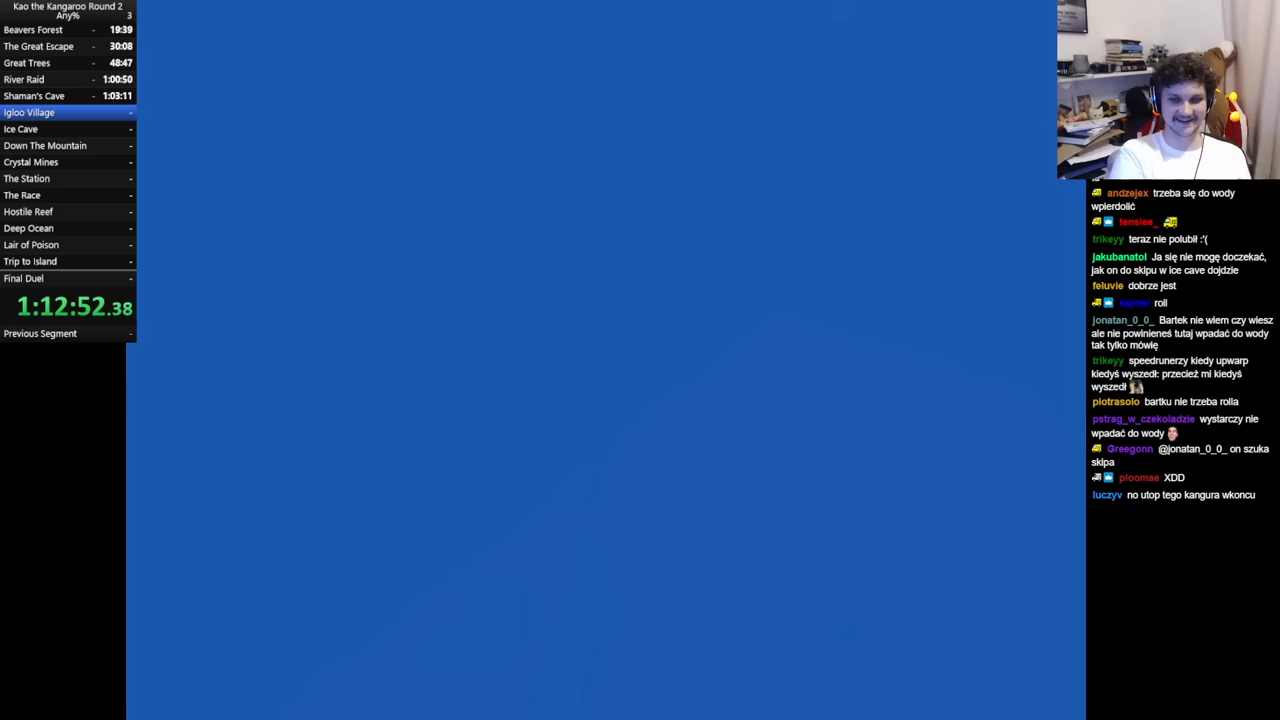 Kao the Kangaroo Round 2
Any% 3
Beavers Forest - 19:39
The Great Escape - 30:08
Great Trees - 48:47
River Raid - 1:00:50
Shaman's Cave - 1:03:11
Igloo Village -
Ice Cave -
Down The Mountain -
Crystal Mines -
The Station -
The Race -
Hostile Reef -
Deep Ocean -
Lair of Poison -
Trip to Island -
Final Duel -
1:12:52.38
Previous Segment -
andzejex trzeba się do wody
wpierdolić
tensiee_
trikeyy teraz nie polubił :'(
jakubanatol Ja się nie mogę doczekać,
jak on do skipu w ice cave dojdzie
feluvie dobrze jest
roll
jonatan_0_0_ Bartek nie wiem czy wiesz
ale nie powinieneś tutaj wpadać do wody
tak tylko mówię
trikeyy speedrunerzy kiedy upwarp
kiedyś wyszedł: przecież mi kiedyś
wyszedł
piotrasolo bartku nie trzeba rolla
pstrag_w_czekoladzie wystarczy nie
wpadać do wody
Greegonn @jonatan_0_0_ on szuka
skipa
ploomae XDD
luczyv no utop tego kangura wkoncu